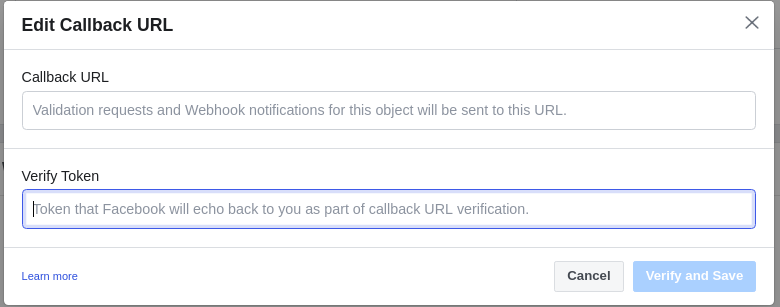 Edit Callback URL
Callback URL
Validation requests and Webhook notifications for this object will be sent to this URL.
Verify Token
Token that Facebook will echo back to you as part of callback URL verification.
Learn more
Cancel
Verify and Save